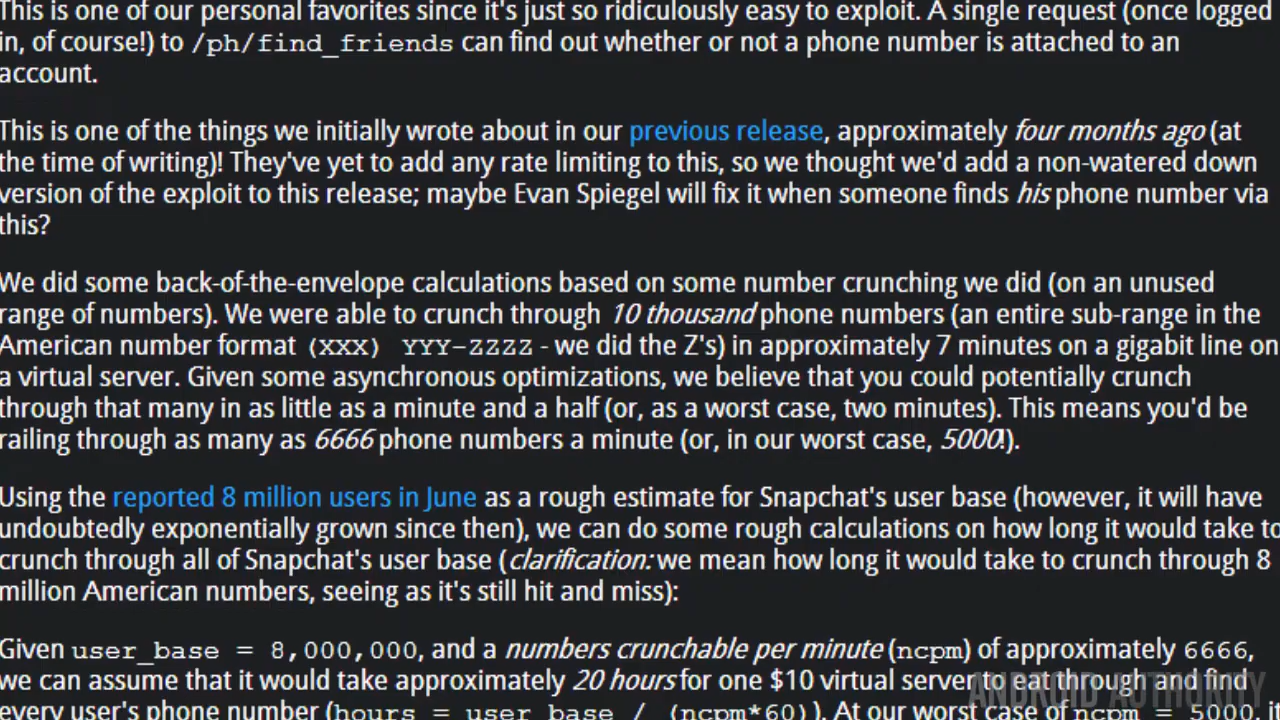 This is one of our personal favorites since it's just so ridiculously easy to exploit. A single request (once logged
in, of course!) to /ph/find_friends can find out whether or not a phone number is attached to an
account.
This is one of the things we initially wrote about in our previous release, approximately four months ago (at
the time of writing)! They've yet to add any rate limiting to this, so we thought we'd add a non-watered down
version of the exploit to this release; maybe Evan Spiegel will fix it when someone finds his phone number via
this?
We did some back-of-the-envelope calculations based on some number crunching we did (on an unused
range of numbers). We were able to crunch through 10 thousand phone numbers (an entire sub-range in the
American number format (XXX) YYY-ZZZZ - we did the Z's) in approximately 7 minutes on a gigabit line on
a virtual server. Given some asynchronous optimizations, we believe that you could potentially crunch
through that many in as little as a minute and a half (or, as a worst case, two minutes). This means you'd be
railing through as many as 6666 phone numbers a minute (or, in our worst case, 5000!).
Using the reported 8 million users in June as a rough estimate for Snapchat's user base (however, it will have
undoubtedly exponentially grown since then), we can do some rough calculations on how long it would take to
crunch through all of Snapchat's user base (clarification: we mean how long it would take to crunch through 8
million American numbers, seeing as it's still hit and miss):
Given user_base = 8,000,000, and a numbers crunchable per minute (ncpm) of approximately 6666,
we can assume that it would take approximately 20 hours for one $10 virtual server to eat through and find
every user's phone number (hours = user_base / (ncpm*60)). At our worst case of ncpm = 5000, it
ANDROID AUTHORITY